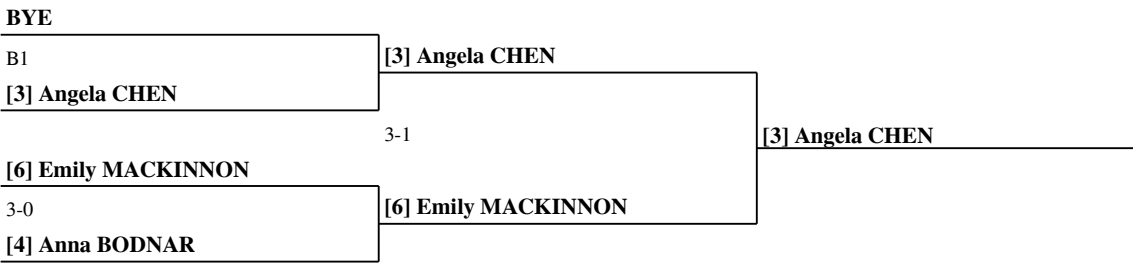 BYE
B1
[3] Angela CHEN
[3] Angela CHEN
3-1
[3] Angela CHEN
[6] Emily MACKINNON
3-0
[6] Emily MACKINNON
[4] Anna BODNAR